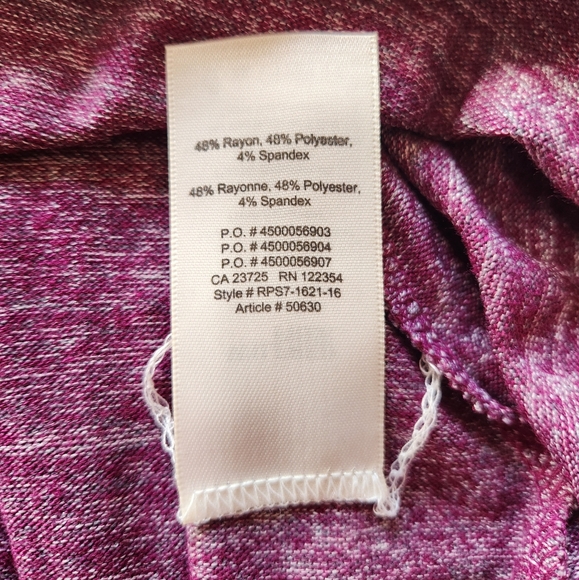 48% Rayon, 48% Polyester,
4% Spandex
48% Rayonne, 48% Polyester,
4% Spandex
P.O. # 4500056903
P.O. # 4500056904
P.O. # 4500056907
CA 23725 RN 122354
Style # RPS7-1621-16
Article # 50630